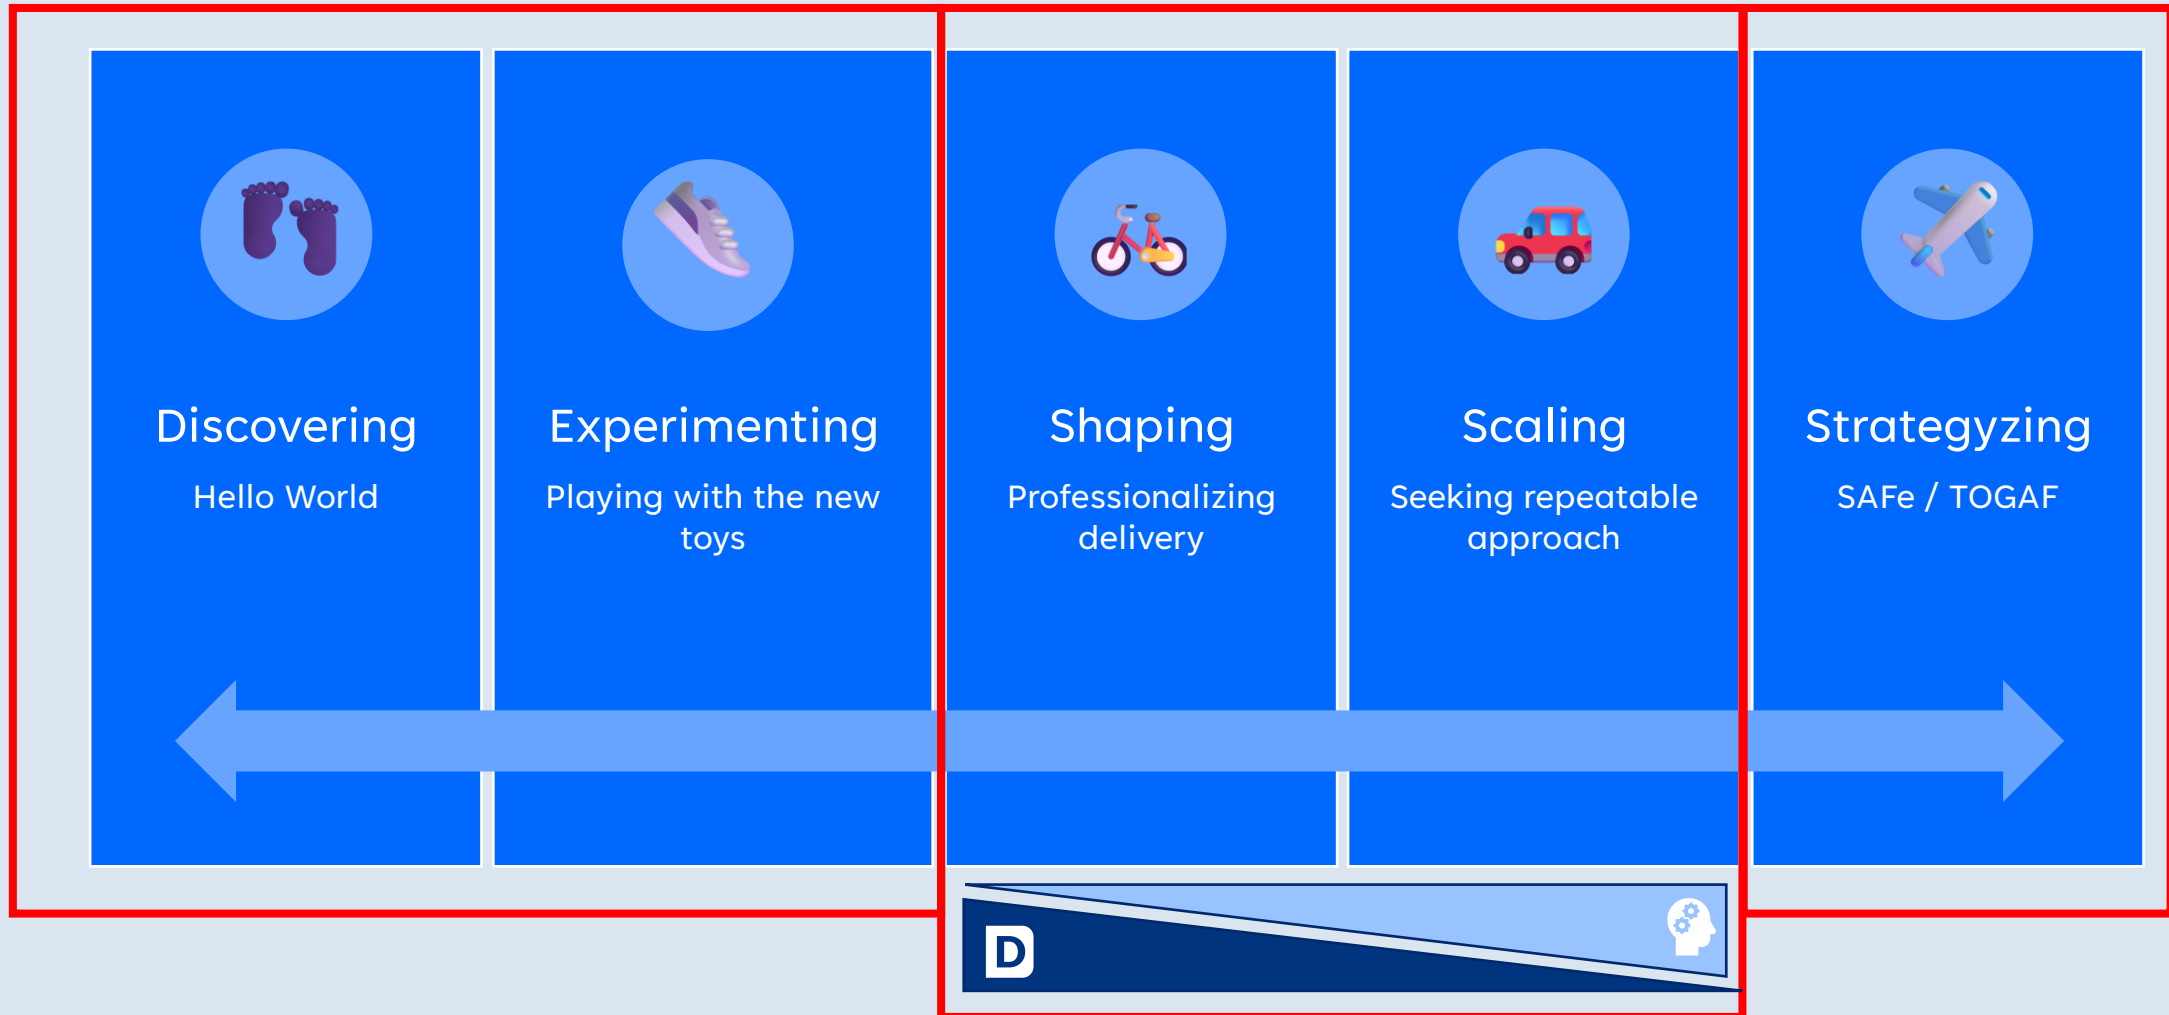 Discovering
Hello World
Experimenting
Playing with the new
toys
Shaping
Professionalizing
delivery
Scaling
Seeking repeatable
approach
Strategyzing
SAFe / TOGAF
D